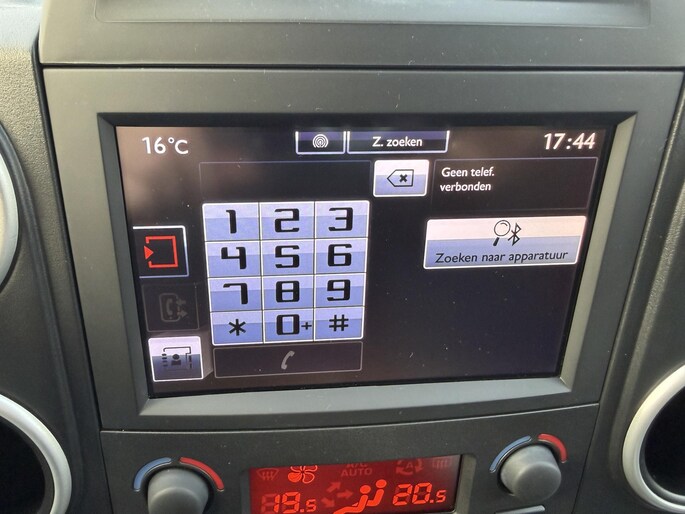 16°C
Z. zoeken
17:44
Geen telef.
verbonden
1 2 3
4 5 6
7 8 9
* 0+ #
Zoeken naar apparatuur
A/C
AUTO
A
19.5
20.5